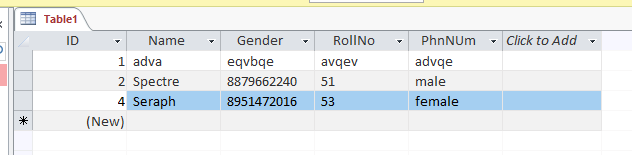 Table1
ID Name Gender RollNo PhnNUm Click to Add
1 adva eqvbqe avqev advqe
2 Spectre 8879662240 51 male
4 Seraph 8951472016 53 female
(New)